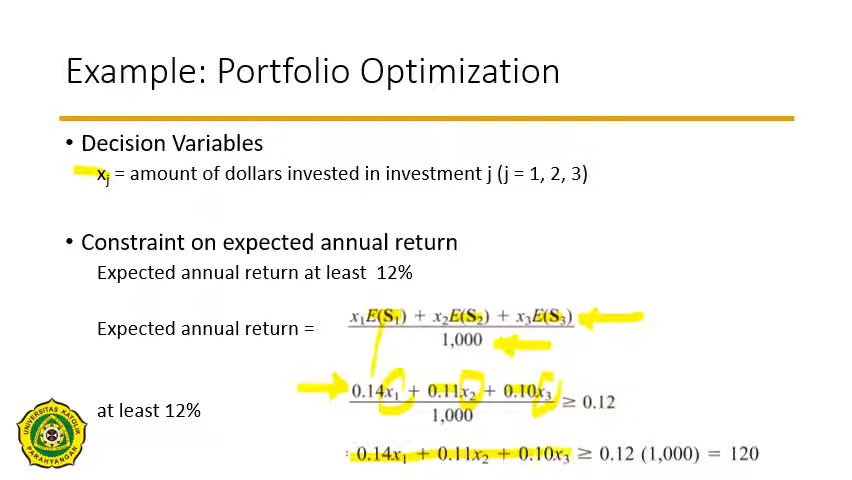 Example: Portfolio Optimization
• Decision Variables
xj = amount of dollars invested in investment j (j = 1, 2, 3)
• Constraint on expected annual return
Expected annual return at least 12%
Expected annual return = x₁E(S₁) + x₂E(S₂) + x₃E(S₃)
1,000
0.14x₁ + 0.11x₂ + 0.10x₃
at least 12% ≥ 0.12
1,000
0.14x₁ + 0.11x₂ + 0.10x₃ ≥ 0.12 (1,000) = 120
UNIVERSITAS KATOLIK
PARAHYANGAN